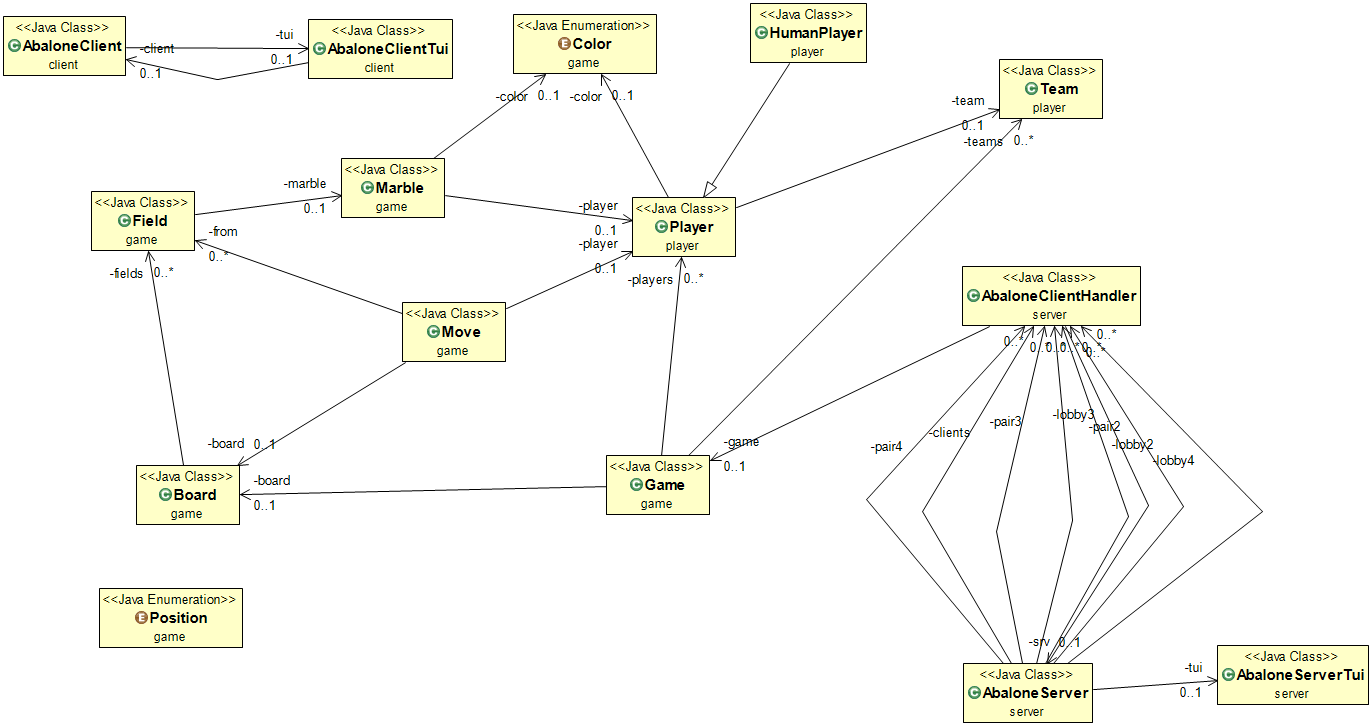 <<Java Class>>
AbaloneClient
client
-client
0..1
-tui
0..1
<<Java Class>>
AbaloneClientTui
client
<<Java Enumeration>>
Color
game
-color 0..1
-color 0..1
<<Java Class>>
HumanPlayer
player
<<Java Class>>
Team
player
-team
0..1
-teams 0..*
<<Java Class>>
Marble
game
-marble
0..1
<<Java Class>>
Field
game
-from
0..*
-fields 0..*
-player
0..1
-player
0..1
<<Java Class>>
Player
player
-players 0..*
<<Java Class>>
Move
game
<<Java Class>>
AbaloneClientHandler
server
0..*
0..*
0..*
0..*
0..*
0..*
0..*
-pair4
-clients
-pair3
-lobby3
-pair2
-lobby2
-lobby4
-game
0..1
-board 0..1
-board
0..1
<<Java Class>>
Board
game
<<Java Class>>
Game
game
<<Java Enumeration>>
Position
game
-srv 0..1
<<Java Class>>
AbaloneServer
server
-tui
0..1
<<Java Class>>
AbaloneServerTui
server